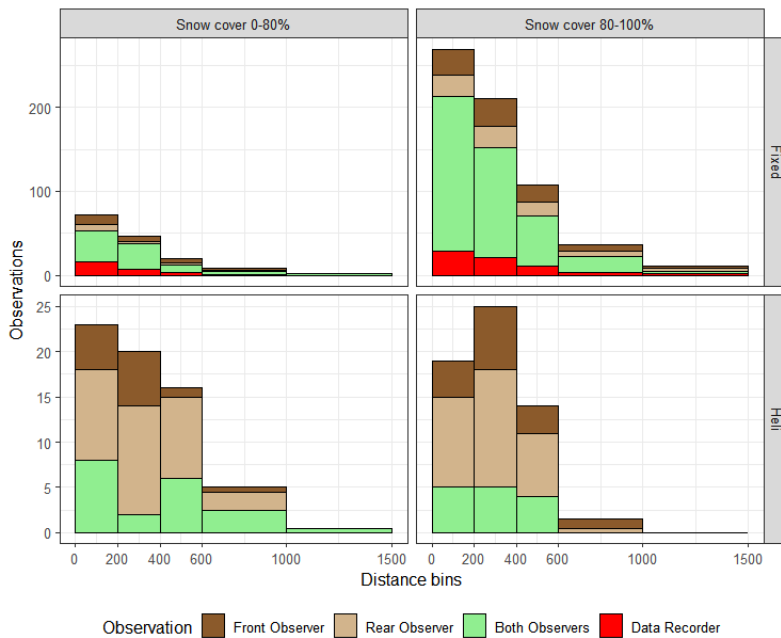 Snow cover 0-80%
Snow cover 80-100%
200
100
0
Fixed
Observations
25
20
15
10
5
0
Heli
0 200 400 600 1000 1500
0 200 400 600 1000 1500
Distance bins
Observation Front Observer Rear Observer Both Observers Data Recorder